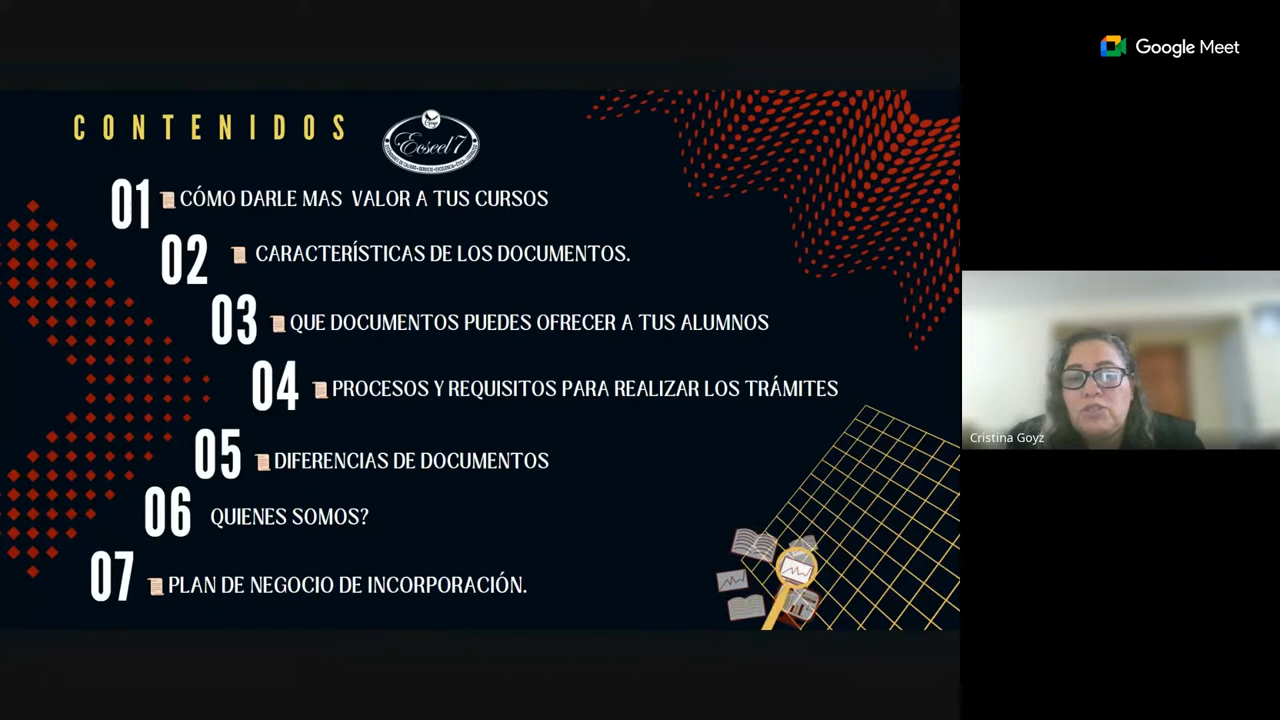 Google Meet
CONTENIDOS
Ecseel 7
01 CÓMO DARLE MAS VALOR A TUS CURSOS
02 CARACTERÍSTICAS DE LOS DOCUMENTOS.
03 QUE DOCUMENTOS PUEDES OFRECER A TUS ALUMNOS
04 PROCESOS Y REQUISITOS PARA REALIZAR LOS TRÁMITES
05 DIFERENCIAS DE DOCUMENTOS
06 QUIENES SOMOS?
07 PLAN DE NEGOCIO DE INCORPORACIÓN.
Cristina Goyz